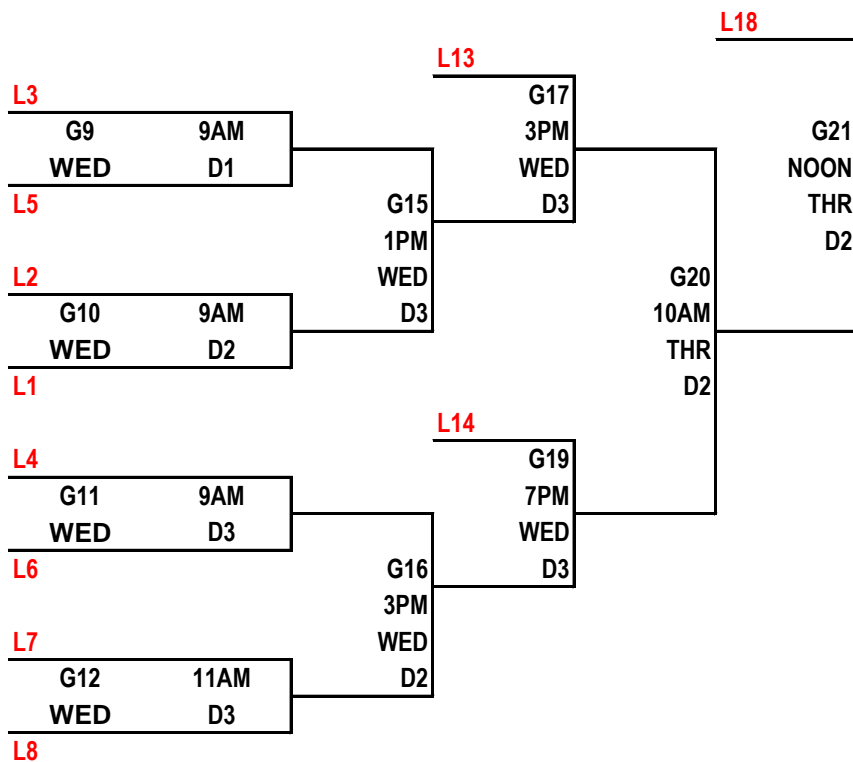 L18
L13
L3 G17
G9 9AM 3PM G21
WED D1 WED NOON
L5 G15 D3 THR
1PM D2
L2 WED G20
G10 9AM D3 10AM
WED D2 THR
L1 D2
L14
L4 G19
G11 9AM 7PM
WED D3 WED
L6 G16 D3
3PM
L7 WED
G12 11AM D2
WED D3
L8